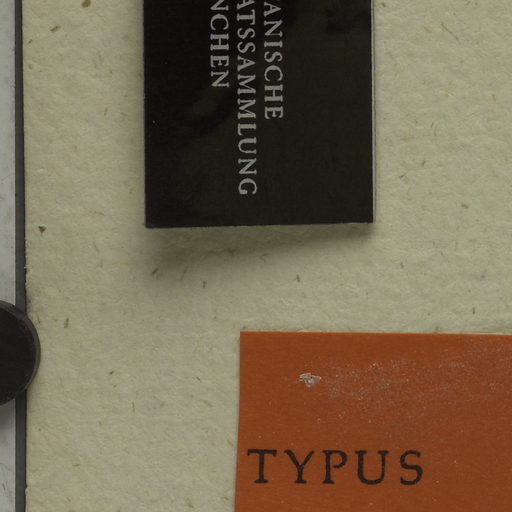 ANISCHE
ATSSAMMLUNG
NCHEN
TYPUS